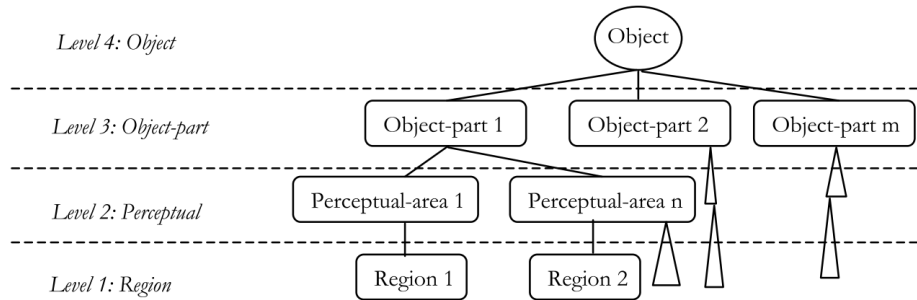 Level 4: Object
Object
Level 3: Object-part
Object-part 1
Object-part 2
Object-part m
Level 2: Perceptual
Perceptual-area 1
Perceptual-area n
Level 1: Region
Region 1
Region 2